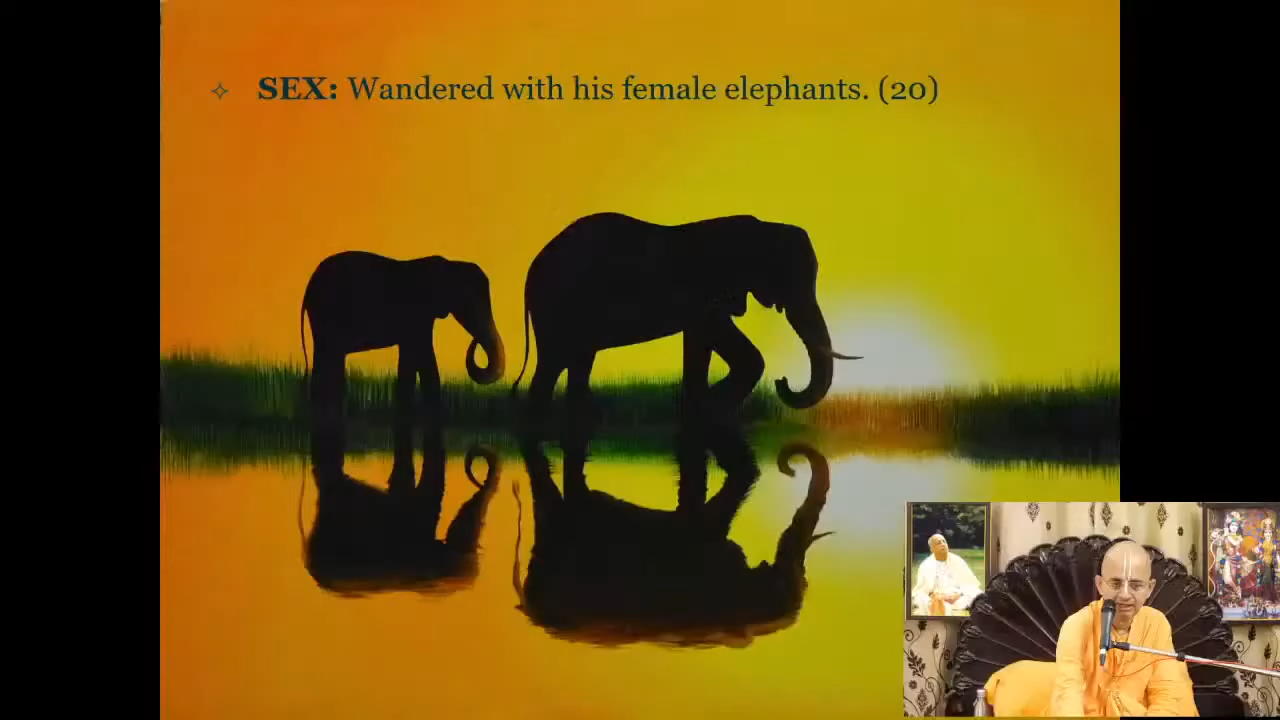 ✧ SEX: Wandered with his female elephants. (20)